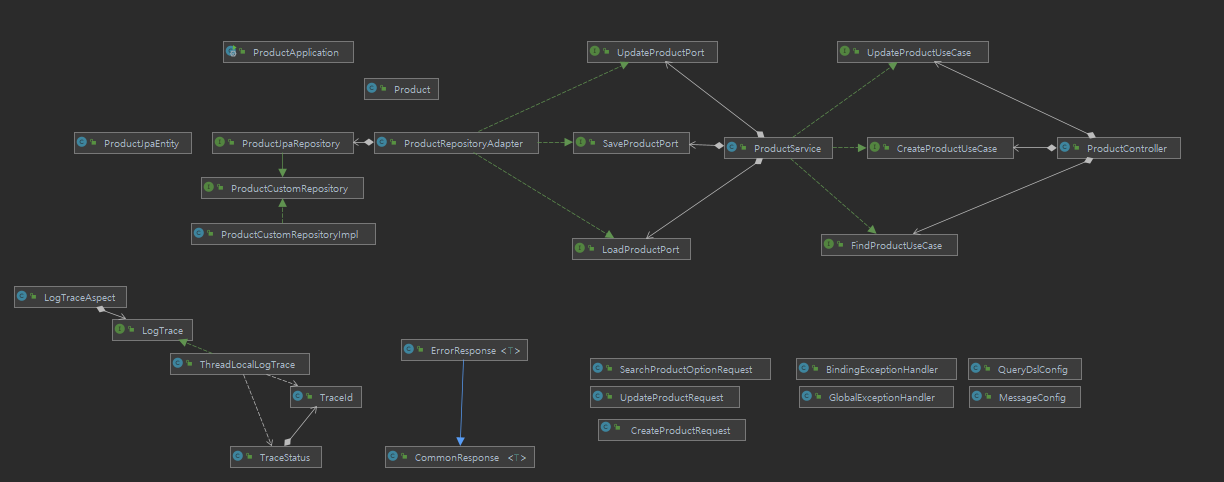 ProductApplication
UpdateProductPort
UpdateProductUseCase
Product
ProductJpaEntity
ProductJpaRepository
ProductRepositoryAdapter
SaveProductPort
ProductService
CreateProductUseCase
ProductController
ProductCustomRepository
ProductCustomRepositoryImpl
LoadProductPort
FindProductUseCase
LogTraceAspect
LogTrace
ThreadLocalLogTrace
TraceId
TraceStatus
ErrorResponse <T>
CommonResponse <T>
SearchProductOptionRequest
UpdateProductRequest
CreateProductRequest
BindingExceptionHandler
GlobalExceptionHandler
QueryDslConfig
MessageConfig